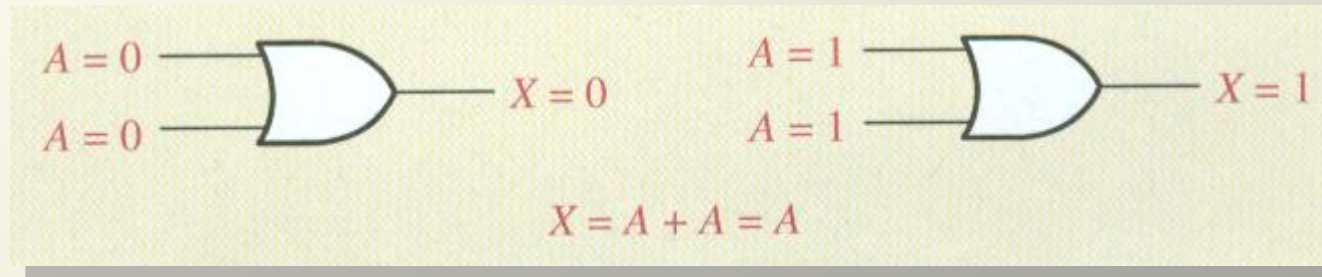 A = 0
A = 0
X = 0
A = 1
A = 1
X = 1
X = A + A = A